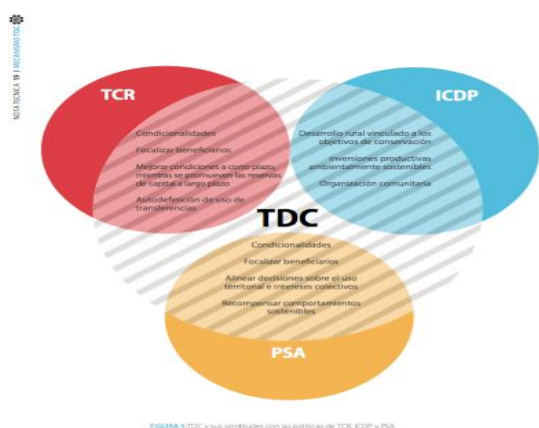 NOTA TECNICA 19 | MECANISMO TDC
TCR
Condicionalidades
Focalizar beneficiarios
Mejorar condiciones a corto plazo,
mientras se promueven las reservas
de capital a largo plazo
Autodefinición de uso de
transferencias
ICDP
Desarrollo rural vinculado a los
objetivos de conservación
Inversiones productivas
ambientalmente sostenibles
Organización comunitaria
TDC
Condicionalidades
Focalizar beneficiarios
Alinear decisiones sobre el uso
territorial e intereses colectivos
Recompensar comportamientos
sostenibles
PSA
FIGURA 1 TDC y sus similitudes con las políticas de TCR, ICDP y PSA